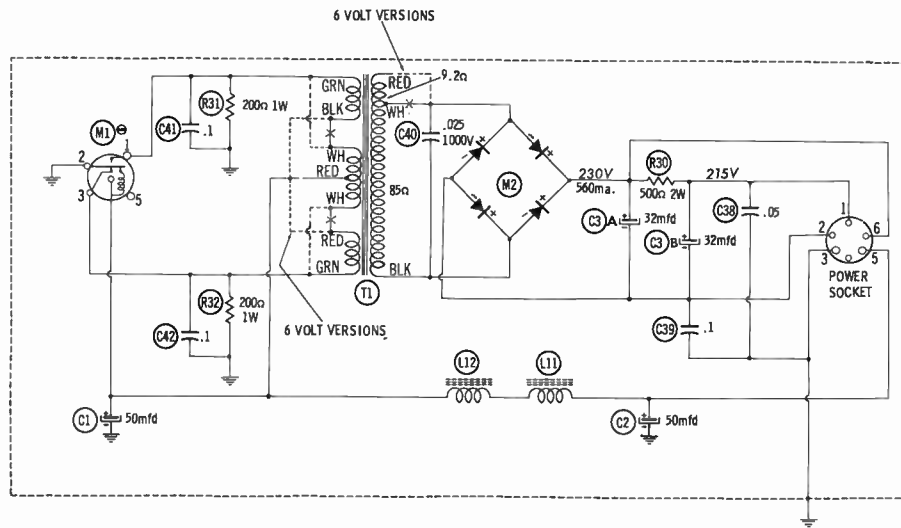 6 VOLT VERSIONS
RED
9.2Ω
GRN
WH
R31
200Ω 1W
C41
.1
BLK
C40
.025
1000V
M1
1
2
3
5
WH
RED
WH
85Ω
M2
230V
560ma.
R30
500Ω 2W
215V
C3 A
32mfd
C3 B
32mfd
C38
.05
1
2
6
3
5
POWER
SOCKET
RED
GRN
BLK
T1
R32
200Ω
1W
C42
.1
6 VOLT VERSIONS
C39
.1
L12
L11
C1
50mfd
C2
50mfd